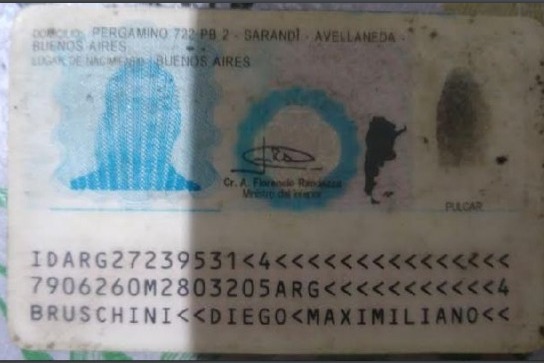 DOMICILIO: PERGAMINO 722 PB 2 - SARANDÍ - AVELLANEDA -
BUENOS AIRES
LUGAR DE NACIMIENTO: BUENOS AIRES
Cr. A. Florencio Randazzo
Ministro del Interior
PULGAR
IDARG27239531<4<<<<<<<<<<<<<<<
7906260M2803205ARG<<<<<<<<<<<4
BRUSCHINI<<DIEGO<MAXIMILIANO<<